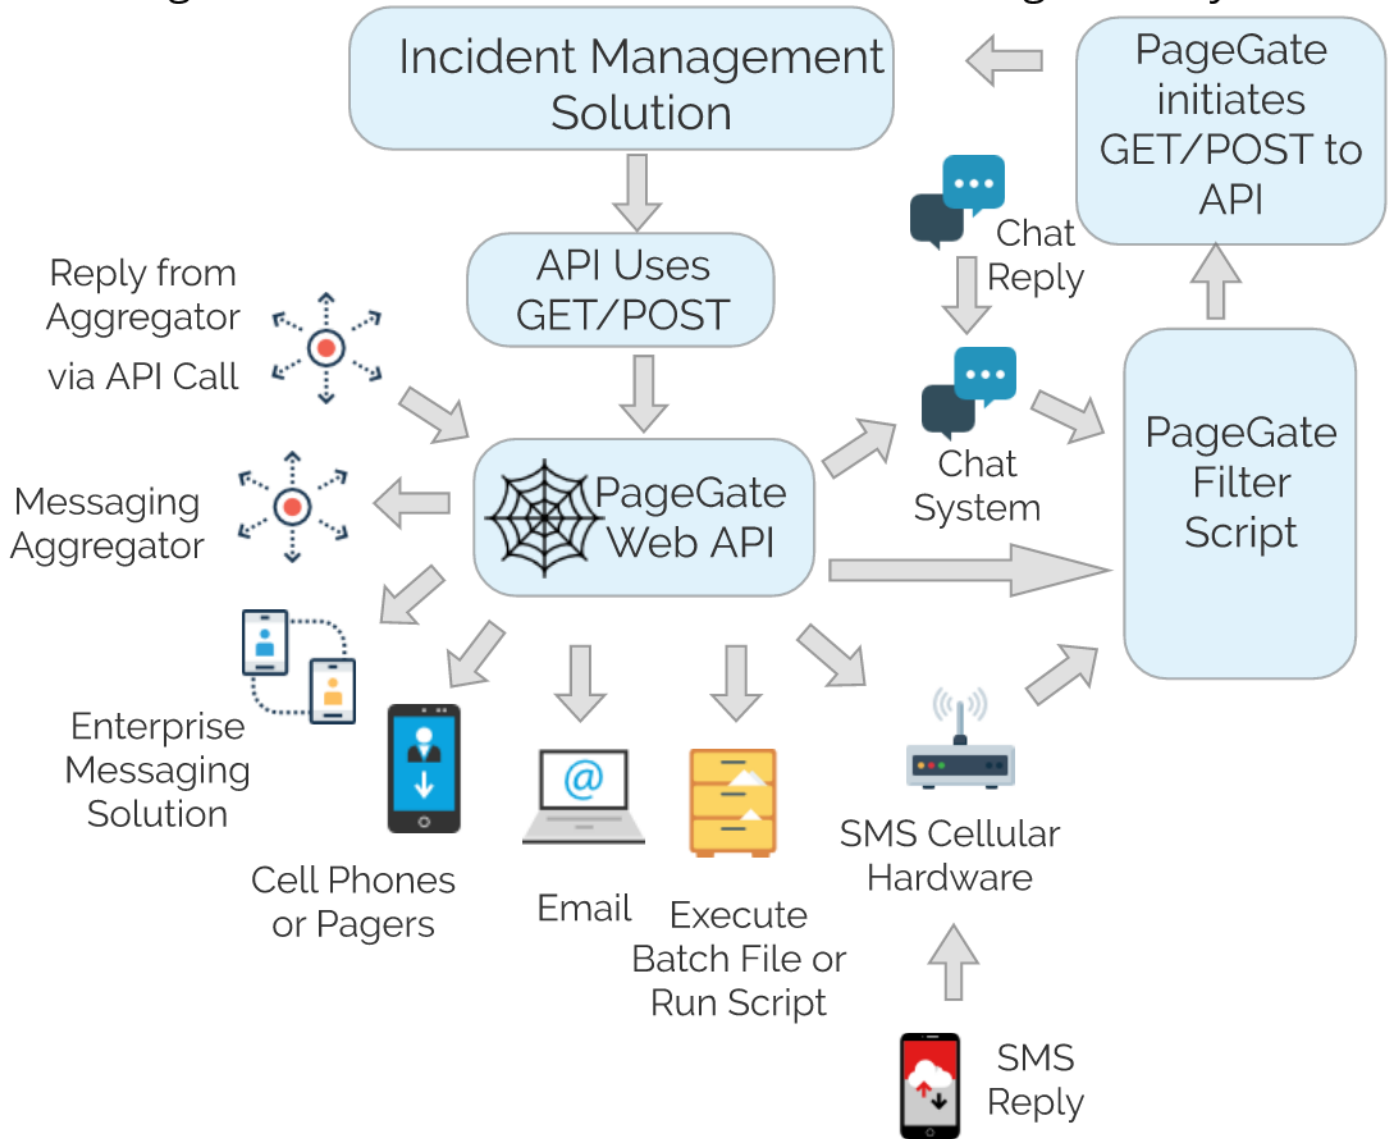 Incident Management
Solution
PageGate
initiates
GET/POST to
API
Chat
Reply
API Uses
GET/POST
Reply from
Aggregator
via API Call
PageGate
Filter
Script
Chat
System
PageGate
Web API
Messaging
Aggregator
Enterprise
Messaging
Solution
Cell Phones
or Pagers
@
Email
Execute
Batch File or
Run Script
SMS Cellular
Hardware
SMS
Reply